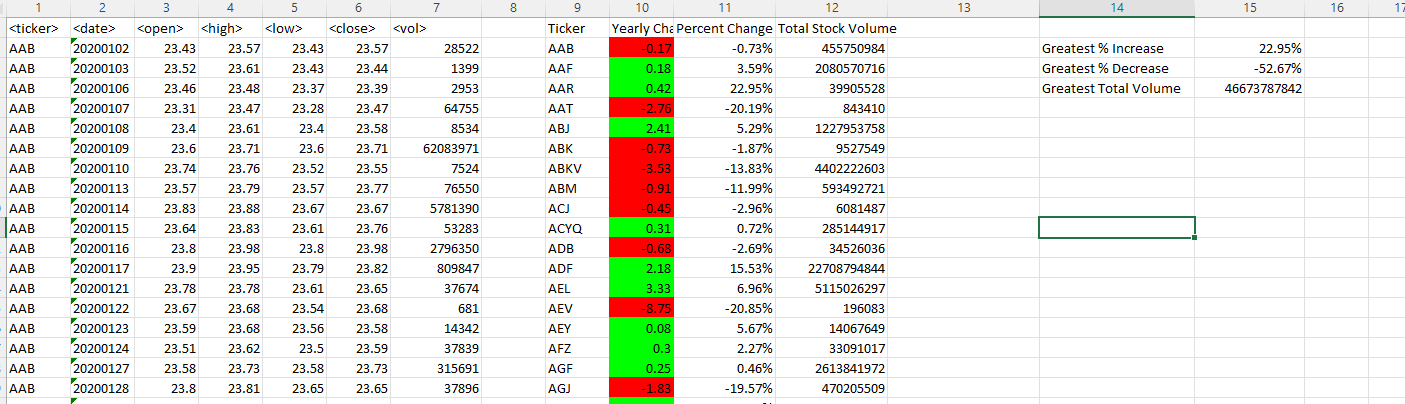 1 2 3 4 5 6 7 8 9 10 11 12 13 14 15 16 17
<ticker> <date> <open> <high> <low> <close> <vol> Ticker Yearly Cha Percent Change Total Stock Volume
AAB 20200102 23.43 23.57 23.43 23.57 28522 AAB -0.17 -0.73% 455750984 Greatest % Increase 22.95%
AAB 20200103 23.52 23.61 23.43 23.44 1399 AAF 0.18 3.59% 2080570716 Greatest % Decrease -52.67%
AAB 20200106 23.46 23.48 23.37 23.39 2953 AAR 0.42 22.95% 39905528 Greatest Total Volume 46673787842
AAB 20200107 23.31 23.47 23.28 23.47 64755 AAT -2.76 -20.19% 843410
AAB 20200108 23.4 23.61 23.4 23.58 8534 ABJ 2.41 5.29% 1227953758
AAB 20200109 23.6 23.71 23.6 23.71 62083971 ABK -0.73 -1.87% 9527549
AAB 20200110 23.74 23.76 23.52 23.55 7524 ABKV -3.53 -13.83% 4402222603
AAB 20200113 23.57 23.79 23.57 23.77 76550 ABM -0.91 -11.99% 593492721
AAB 20200114 23.83 23.88 23.67 23.67 5781390 ACJ -0.45 -2.96% 6081487
AAB 20200115 23.64 23.83 23.61 23.76 53283 ACYQ 0.31 0.72% 285144917
AAB 20200116 23.8 23.98 23.8 23.98 2796350 ADB -0.68 -2.69% 34526036
AAB 20200117 23.9 23.95 23.79 23.82 809847 ADF 2.18 15.53% 22708794844
AAB 20200121 23.78 23.78 23.61 23.65 37674 AEL 3.33 6.96% 5115026297
AAB 20200122 23.67 23.68 23.54 23.68 681 AEV -8.75 -20.85% 196083
AAB 20200123 23.59 23.68 23.56 23.58 14342 AEY 0.08 5.67% 14067649
AAB 20200124 23.51 23.62 23.5 23.59 37839 AFZ 0.3 2.27% 33091017
AAB 20200127 23.58 23.73 23.58 23.73 315691 AGF 0.25 0.46% 2613841972
AAB 20200128 23.8 23.81 23.65 23.65 37896 AGJ -1.83 -19.57% 470205509